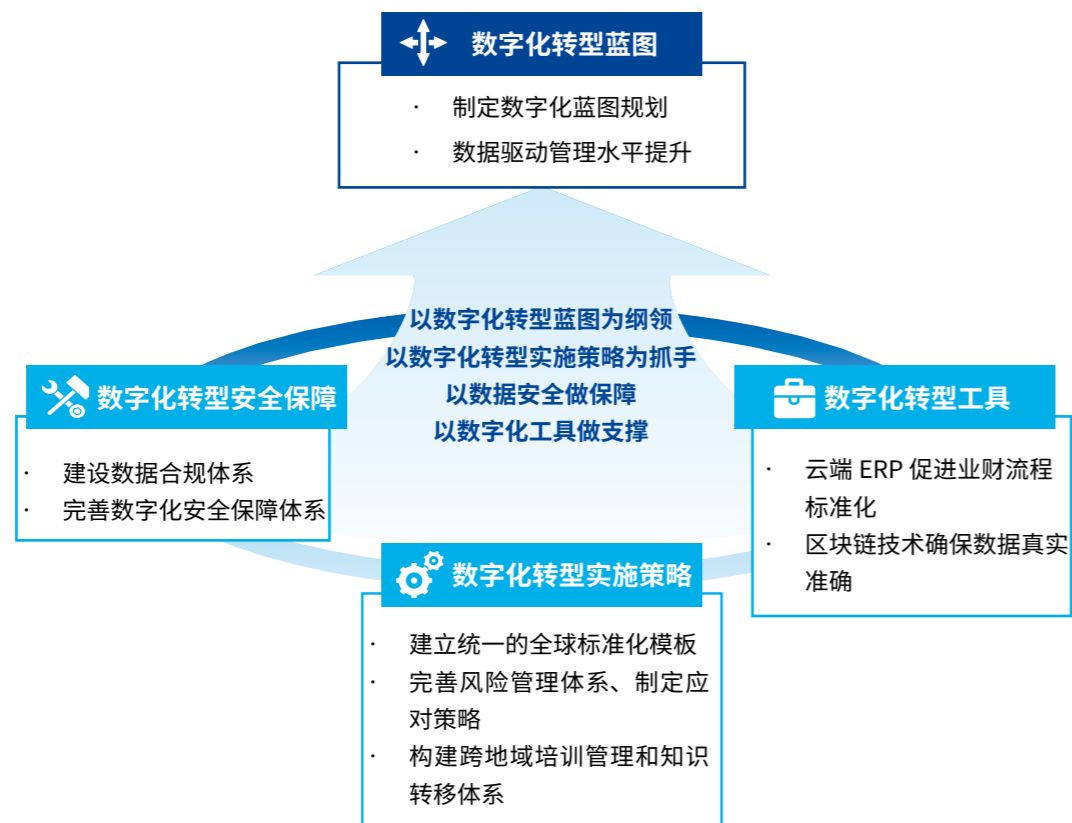 数字化转型蓝图
· 制定数字化蓝图规划
· 数据驱动管理水平提升
以数字化转型蓝图为纲领
以数字化转型实施策略为抓手
以数据安全做保障
以数字化工具做支撑
数字化转型安全保障
· 建设数据合规体系
· 完善数字化安全保障体系
数字化转型工具
· 云端 ERP 促进业财流程
标准化
· 区块链技术确保数据真实
准确
数字化转型实施策略
· 建立统一的全球标准化模板
· 完善风险管理体系、制定应
对策略
· 构建跨地域培训管理和知识
转移体系